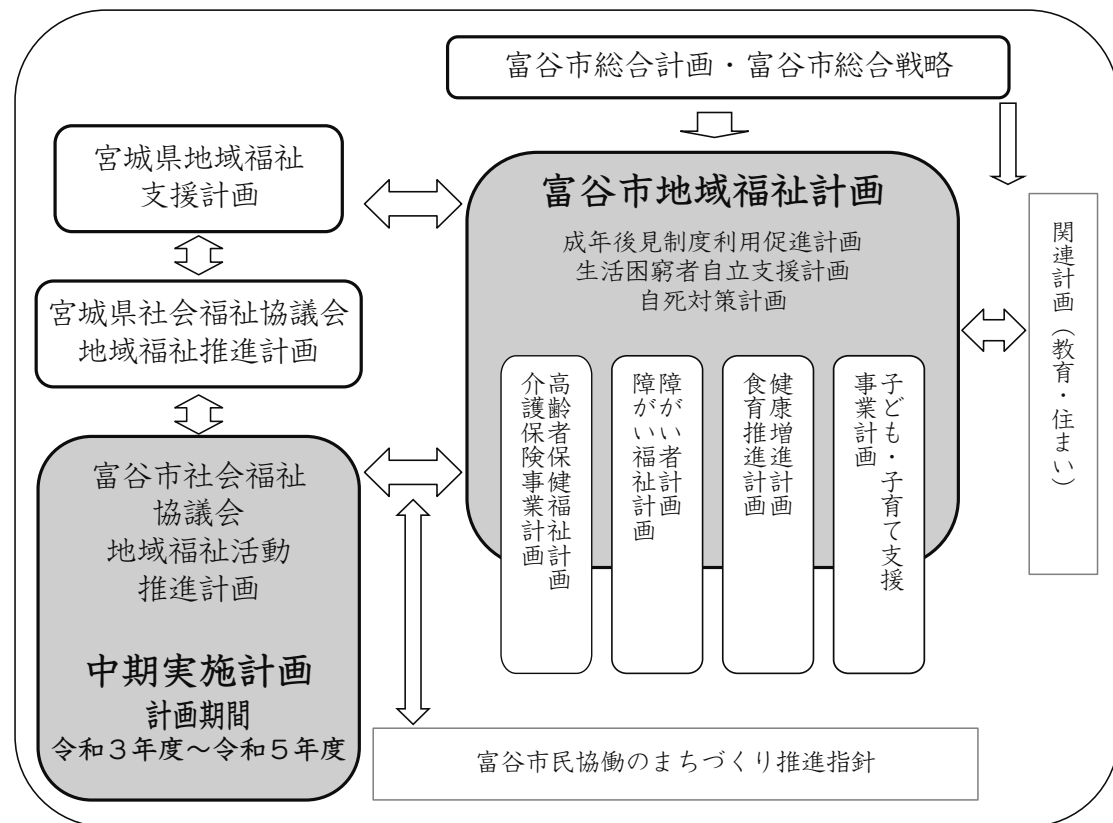 富谷市総合計画・富谷市総合戦略
宮城県地域福祉
支援計画
宮城県社会福祉協議会
地域福祉推進計画
富谷市社会福祉
協議会
地域福祉活動
推進計画
中期実施計画
計画期間
令和３年度～令和５年度
富谷市地域福祉計画
成年後見制度利用促進計画
生活困窮者自立支援計画
自死対策計画
高齢者保健福祉計画
介護保険事業計画
障がい者計画
障がい福祉計画
健康増進計画
食育推進計画
子ども・子育て支援
事業計画
関連計画（教育・住まい）
富谷市民協働のまちづくり推進指針